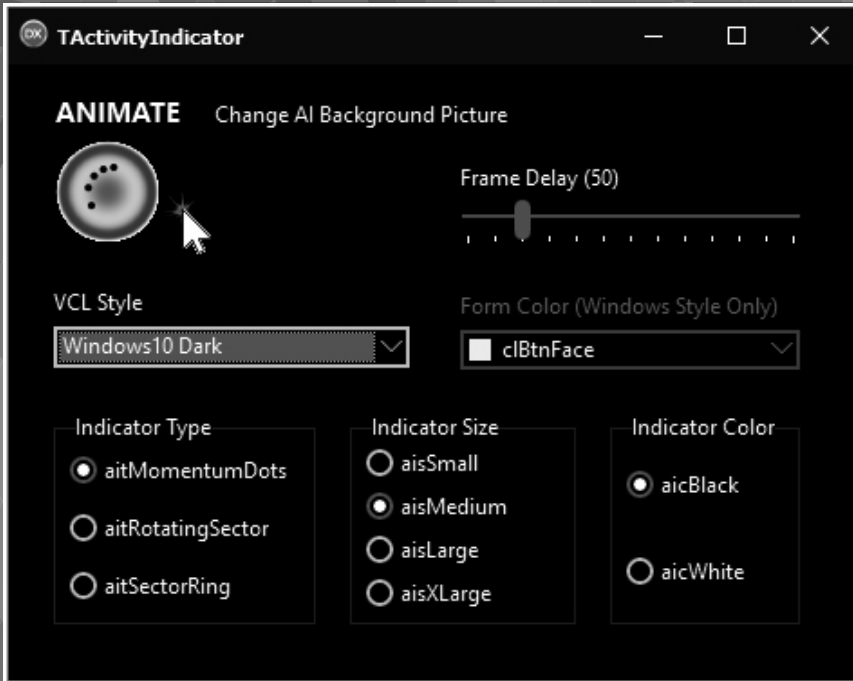 DX TActivityIndicator
ANIMATE Change AI Background Picture
Frame Delay (50)
VCL Style
Form Color (Windows Style Only)
Windows10 Dark
clBtnFace
Indicator Type
aitMomentumDots
aitRotatingSector
aitSectorRing
Indicator Size
aisSmall
aisMedium
aisLarge
aisXLarge
Indicator Color
aicBlack
aicWhite